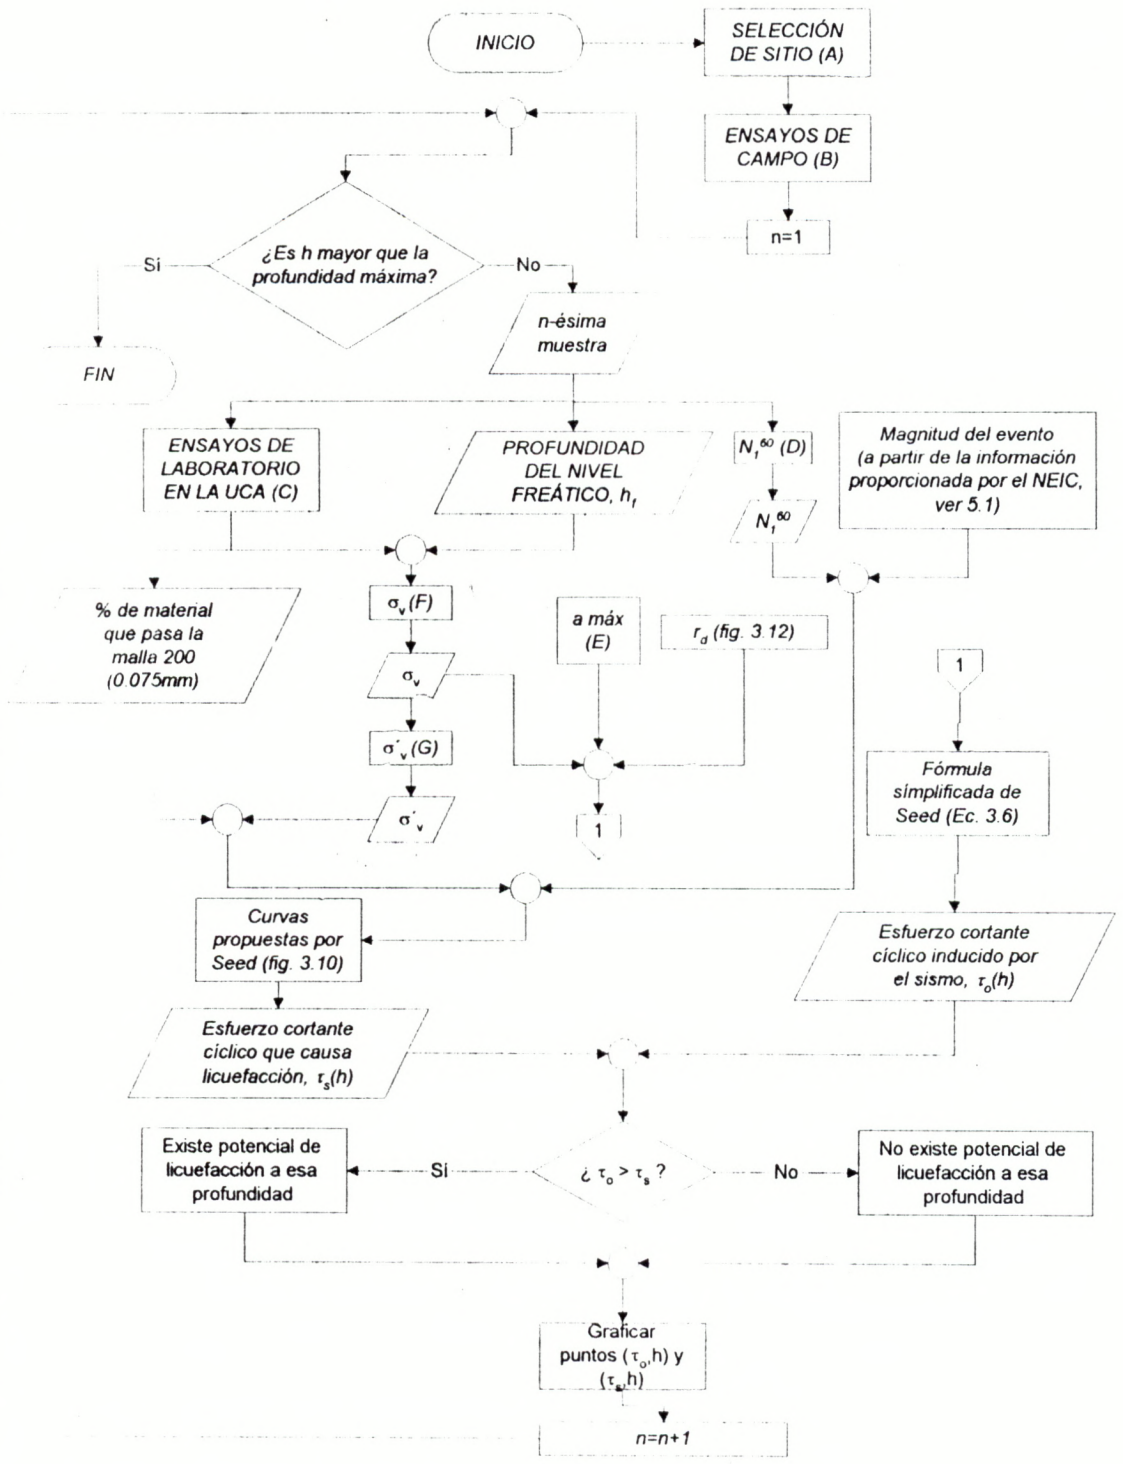 INICIO
SELECCIÓN
DE SITIO (A)
ENSAYOS DE
CAMPO (B)
n=1
¿Es h mayor que la
profundidad máxima?
Sí
No
n-ésima
muestra
FIN
ENSAYOS DE
LABORATORIO
EN LA UCA (C)
PROFUNDIDAD
DEL NIVEL
FREÁTICO, hf
N₁⁶⁰ (D)
N₁⁶⁰
Magnitud del evento
(a partir de la información
proporcionada por el NEIC,
ver 5.1)
% de material
que pasa la
malla 200
(0.075mm)
σv (F)
σv
σ´v (G)
σ´v
a máx
(E)
rd (fig. 3.12)
1
1
Fórmula
simplificada de
Seed (Ec. 3.6)
Curvas
propuestas por
Seed (fig. 3.10)
Esfuerzo cortante
cíclico inducido por
el sismo, τo(h)
Esfuerzo cortante
cíclico que causa
licuefacción, τs(h)
Existe potencial de
licuefacción a esa
profundidad
Sí
¿ τo > τs ?
No
No existe potencial de
licuefacción a esa
profundidad
Graficar
puntos (τo,h) y
(τs,h)
n=n+1